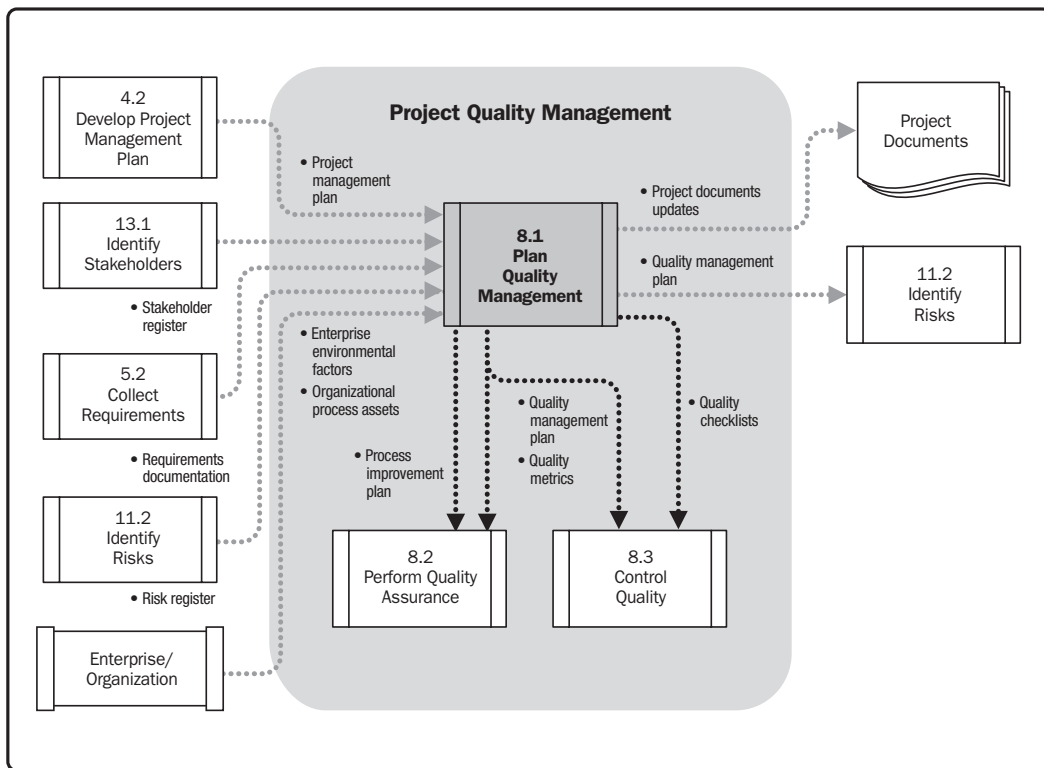 Project Quality Management
4.2
Develop Project
Management
Plan
• Project
management
plan
13.1
Identify
Stakeholders
• Stakeholder
register
5.2
Collect
Requirements
• Requirements
documentation
11.2
Identify
Risks
• Risk register
Enterprise/
Organization
• Enterprise
environmental
factors
• Organizational
process assets
8.1
Plan
Quality
Management
• Project documents
updates
• Quality management
plan
Project
Documents
11.2
Identify
Risks
• Process
improvement
plan
• Quality
management
plan
• Quality
metrics
• Quality
checklists
8.2
Perform Quality
Assurance
8.3
Control
Quality